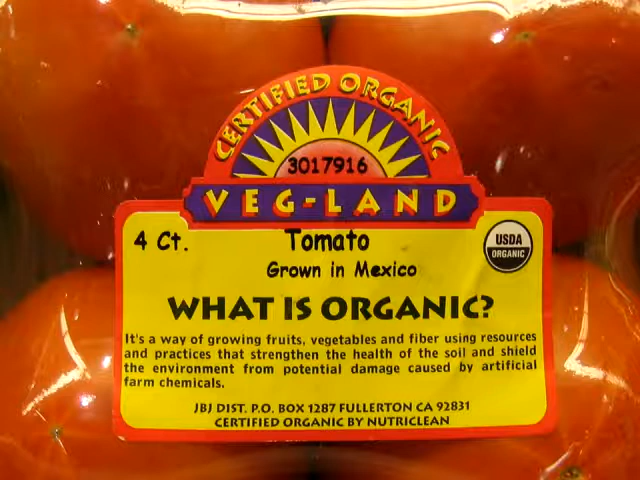 CERTIFIED ORGANIC
3017916
VEG-LAND
4 Ct. Tomato
Grown in Mexico
USDA
ORGANIC
WHAT IS ORGANIC?
It's a way of growing fruits, vegetables and fiber using resources
and practices that strengthen the health of the soil and shield
the environment from potential damage caused by artificial
farm chemicals.
JBJ DIST. P.O. BOX 1287 FULLERTON CA 92831
CERTIFIED ORGANIC BY NUTRICLEAN